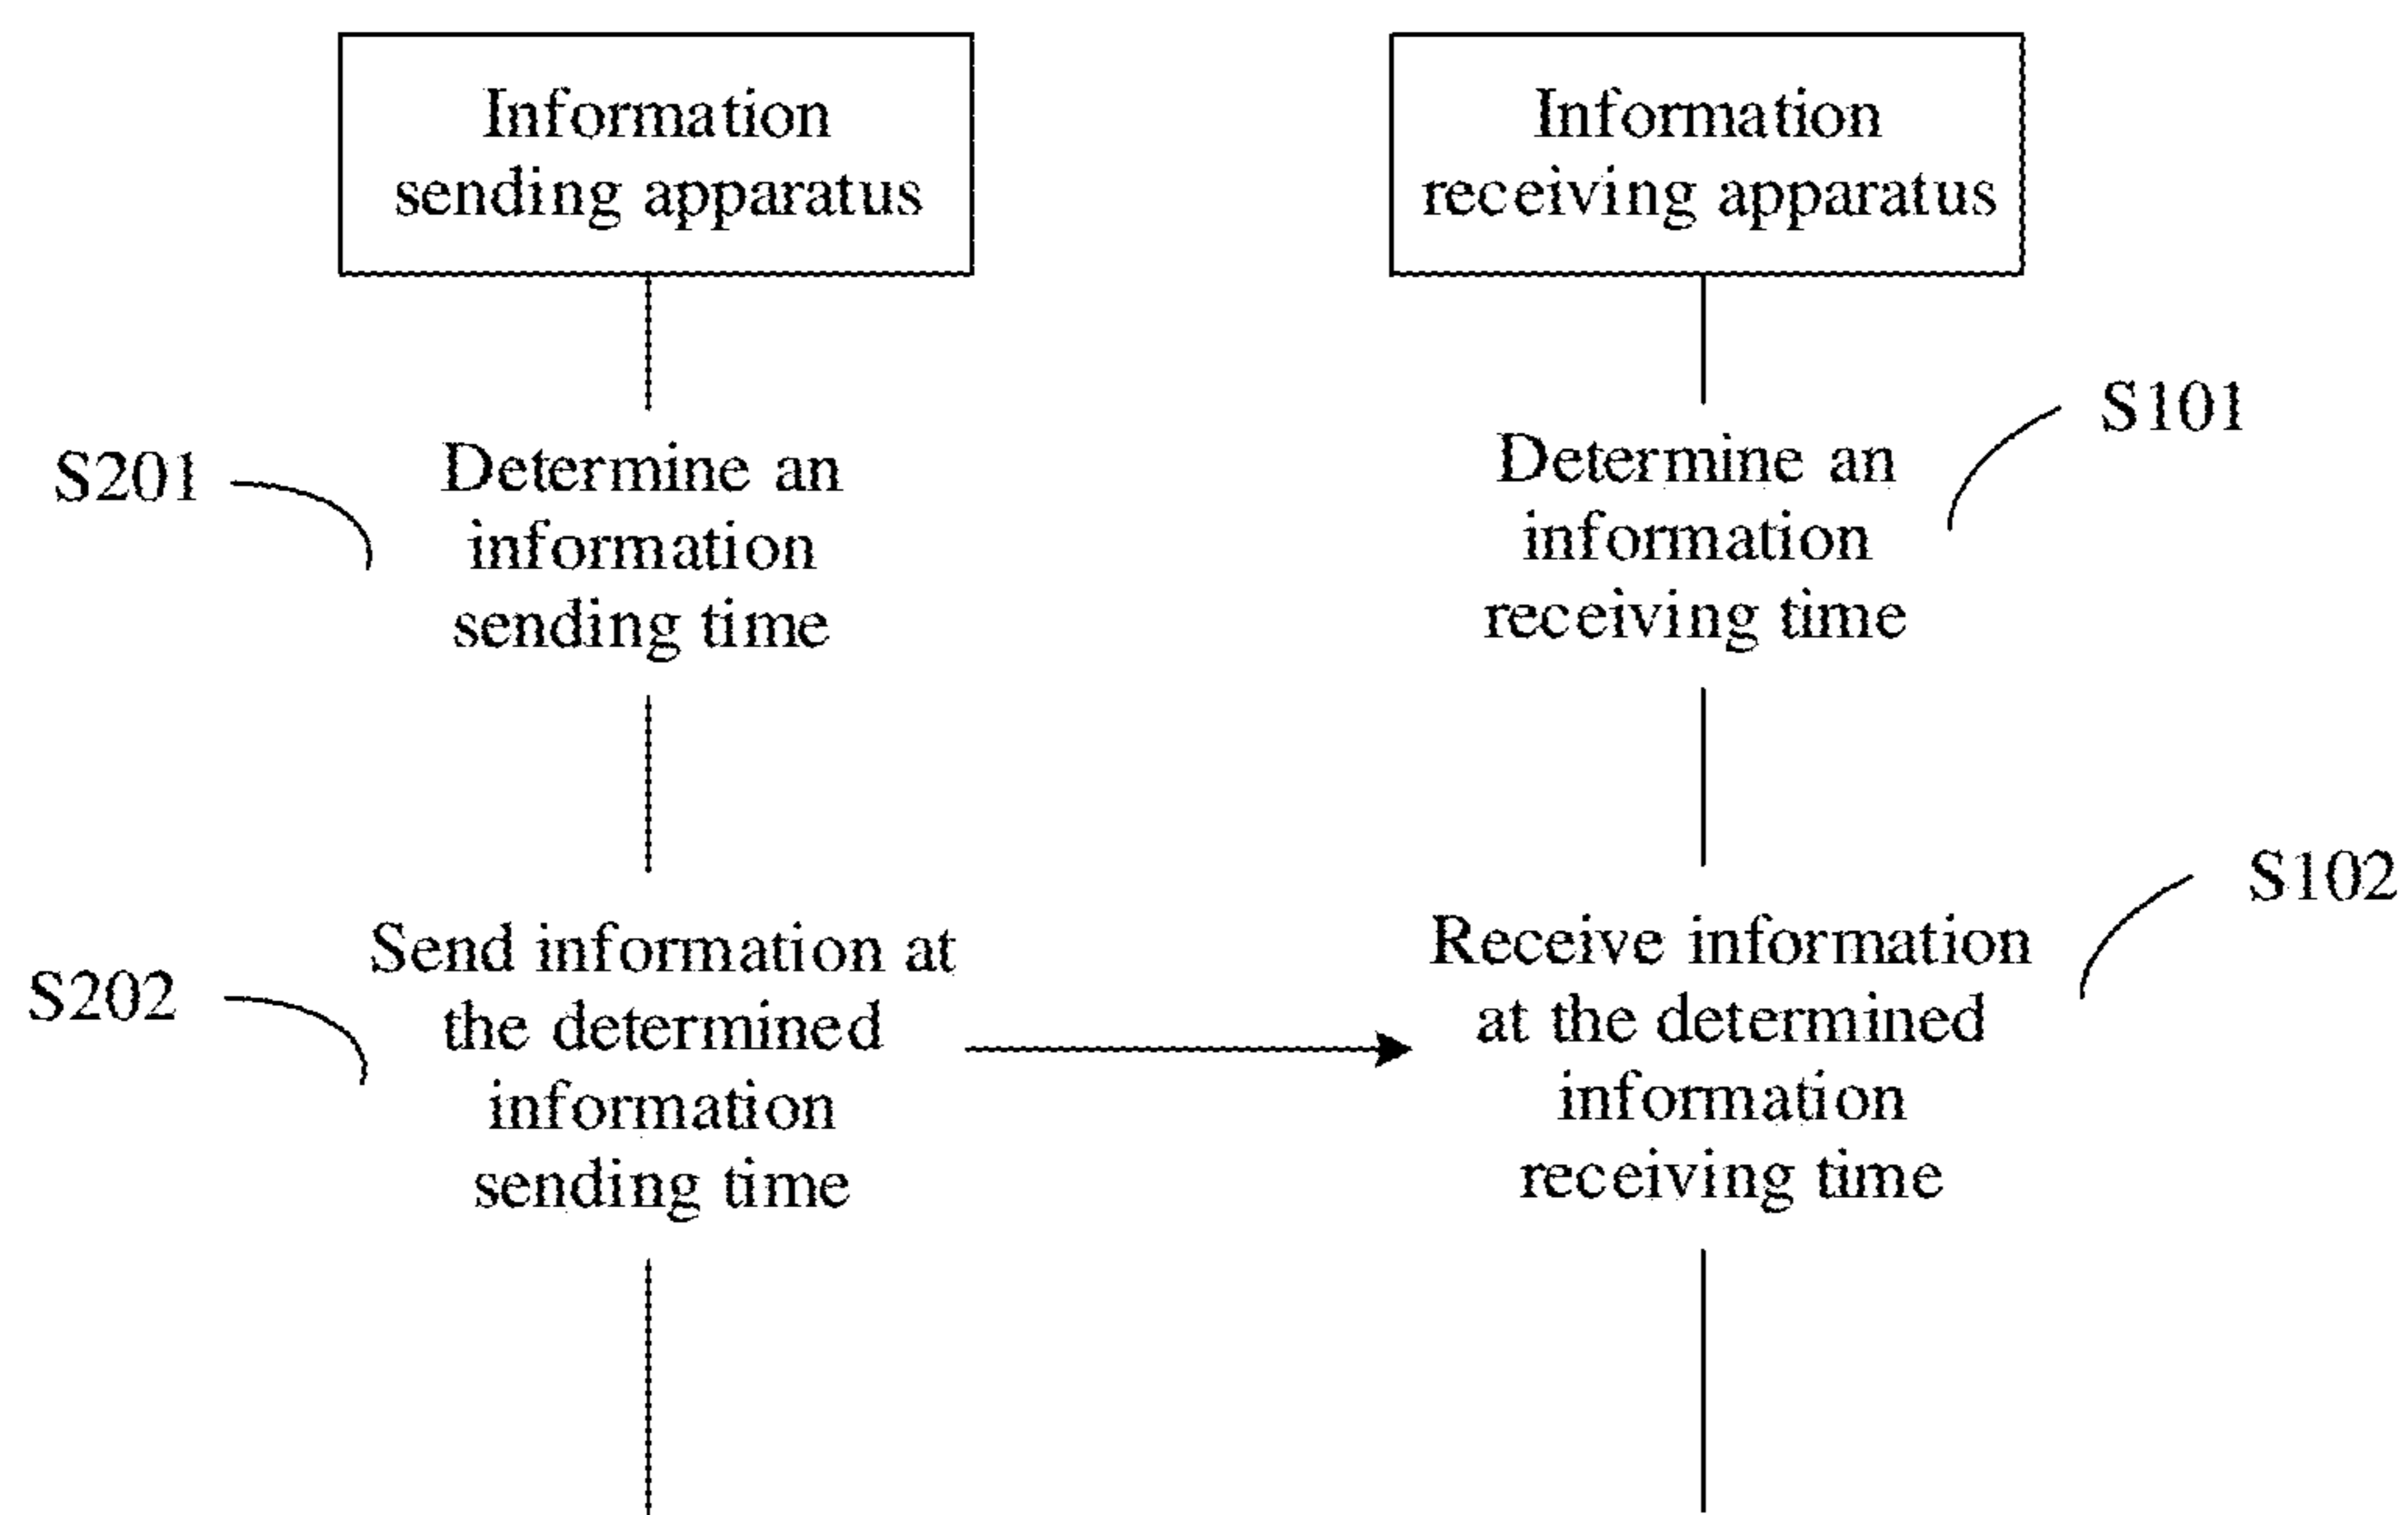 Information
sending apparatus
Information
receiving apparatus
S201
Determine an
information
sending time
S101
Determine an
information
receiving time
S202
Send information at
the determined
information
sending time
S102
Receive information
at the determined
information
receiving time